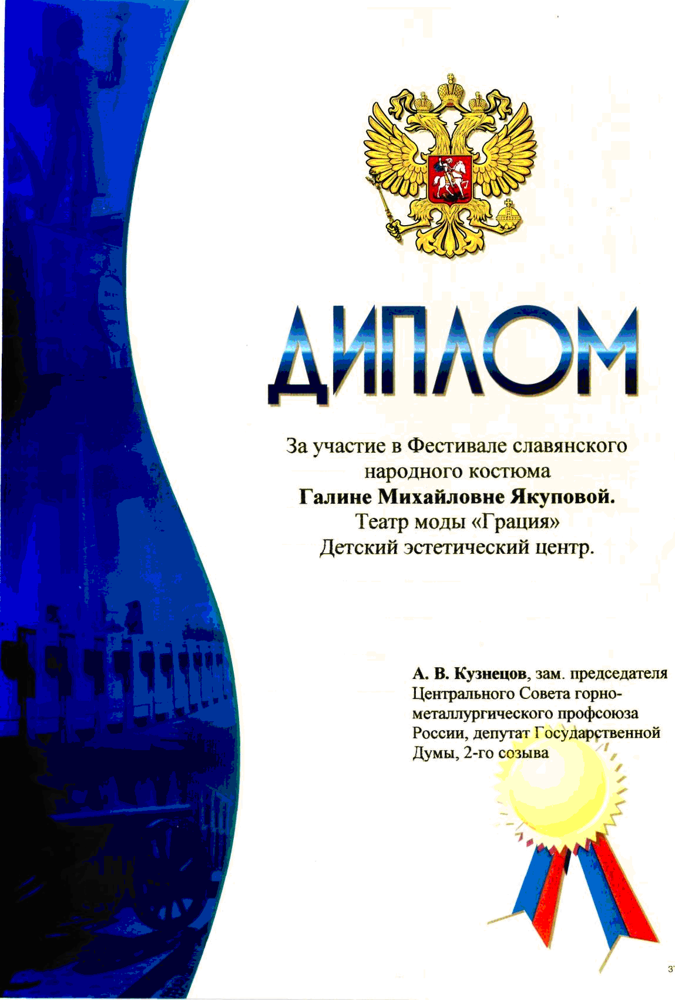 ДИПЛОМ
За участие в Фестивале славянского
народного костюма
Галине Михайловне Якуповой.
Театр моды «Грация»
Детский эстетический центр.
А. В. Кузнецов, зам. председателя
Центрального Совета горно-
металлургического профсоюза
России, депутат Государственной
Думы, 2-го созыва